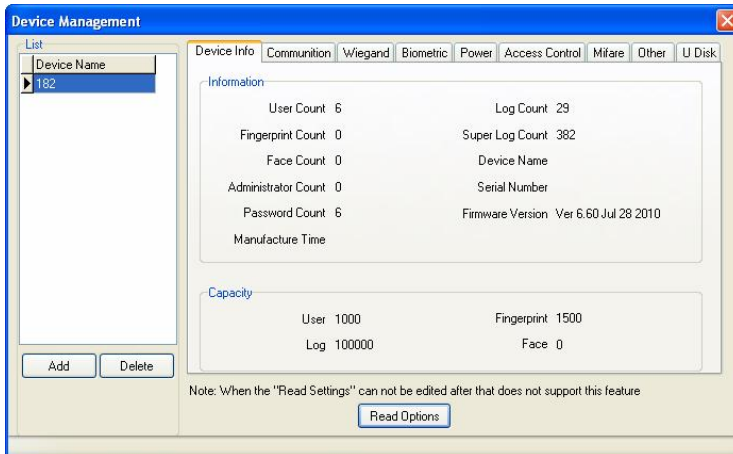 Device Management
List
Device Name
182
Add Delete
Device Info Communition Wiegand Biometric Power Access Control Mifare Other U Disk
Information
User Count 6 Log Count 29
Fingerprint Count 0 Super Log Count 382
Face Count 0 Device Name
Administrator Count 0 Serial Number
Password Count 6 Firmware Version Ver 6.60 Jul 28 2010
Manufacture Time
Capacity
User 1000 Fingerprint 1500
Log 100000 Face 0
Note: When the "Read Settings" can not be edited after that does not support this feature
Read Options